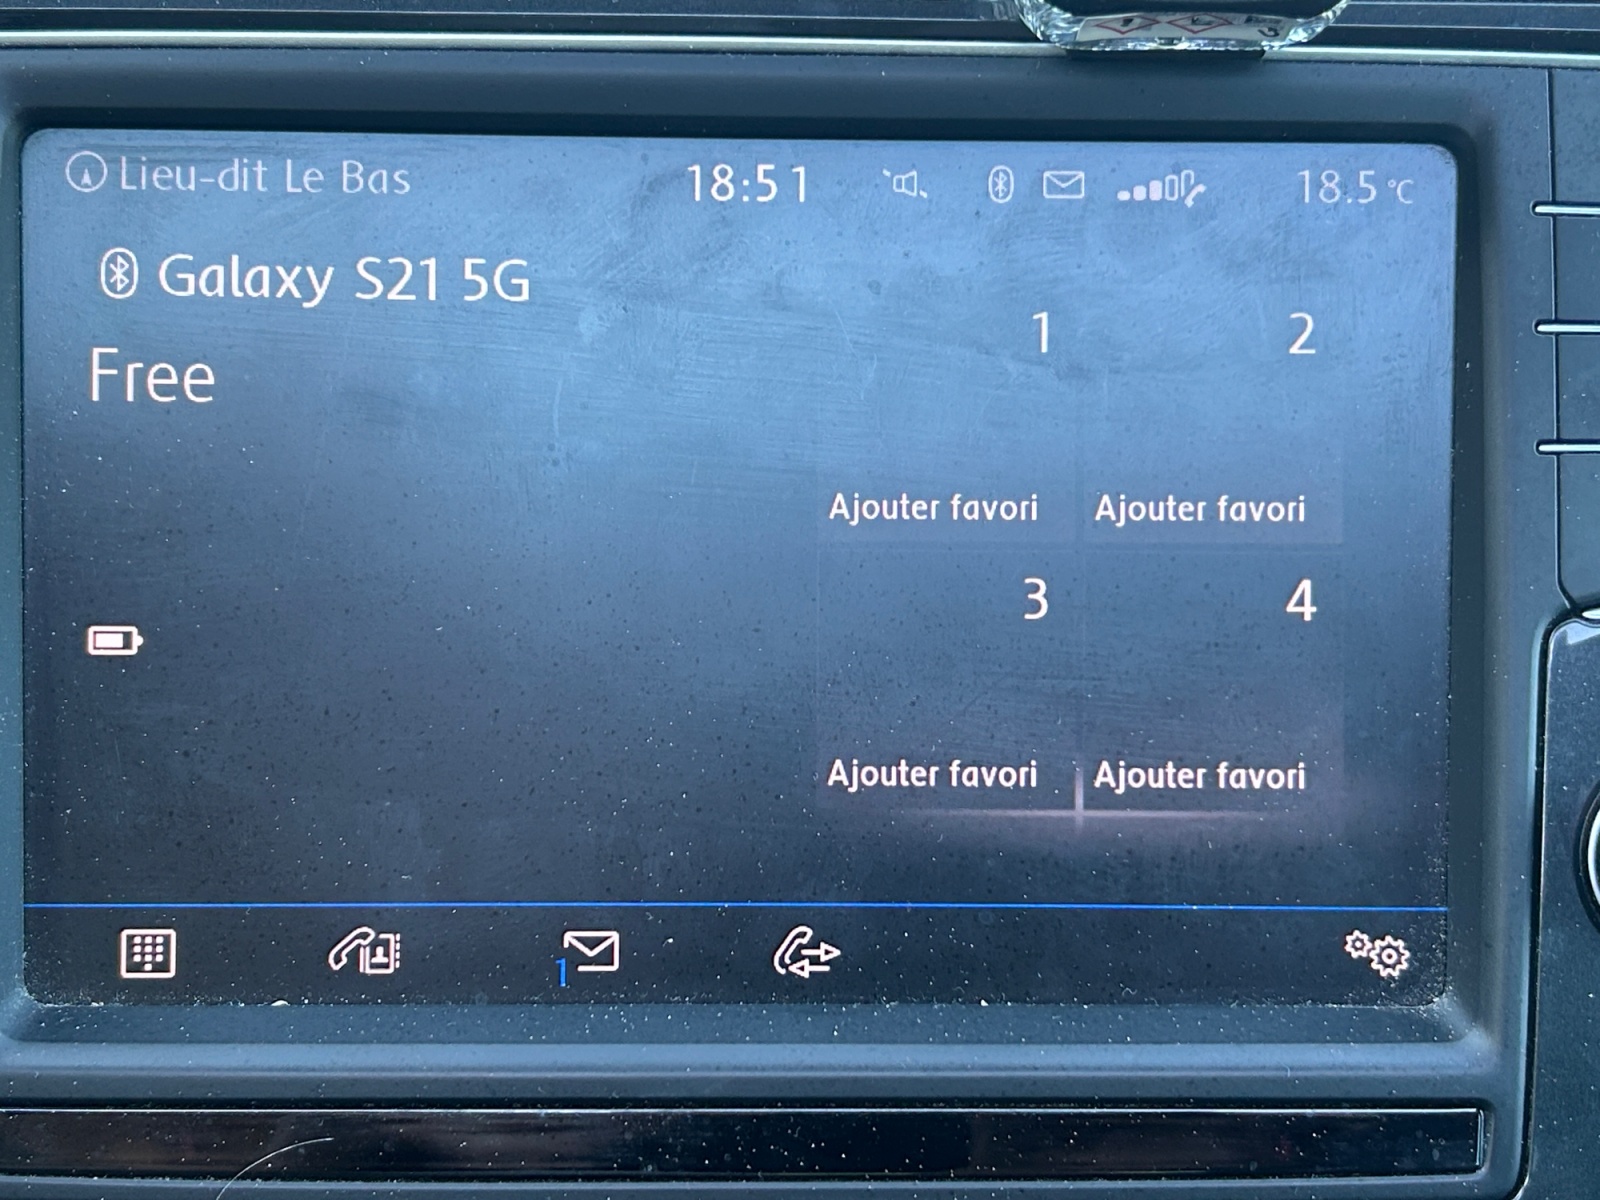 Lieu-dit Le Bas 18:51 18.5 °C
Galaxy S21 5G
Free
1 2
Ajouter favori Ajouter favori
3 4
Ajouter favori Ajouter favori
1